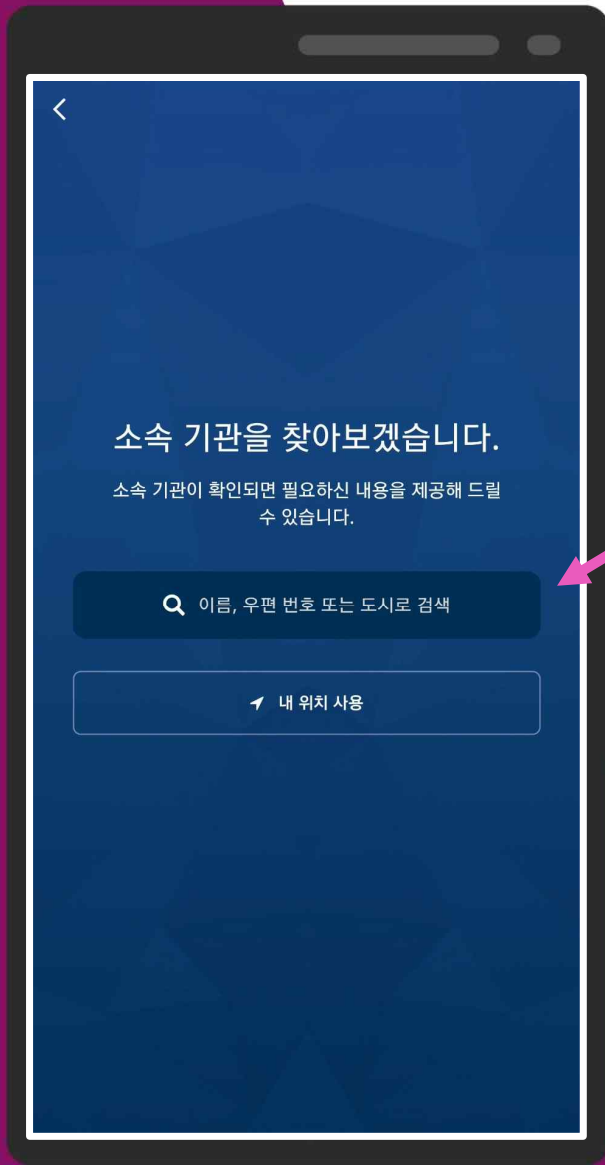 소속 기관을 찾아보겠습니다.
소속 기관이 확인되면 필요하신 내용을 제공해 드릴
수 있습니다.
이름, 우편 번호 또는 도시로 검색
내 위치 사용